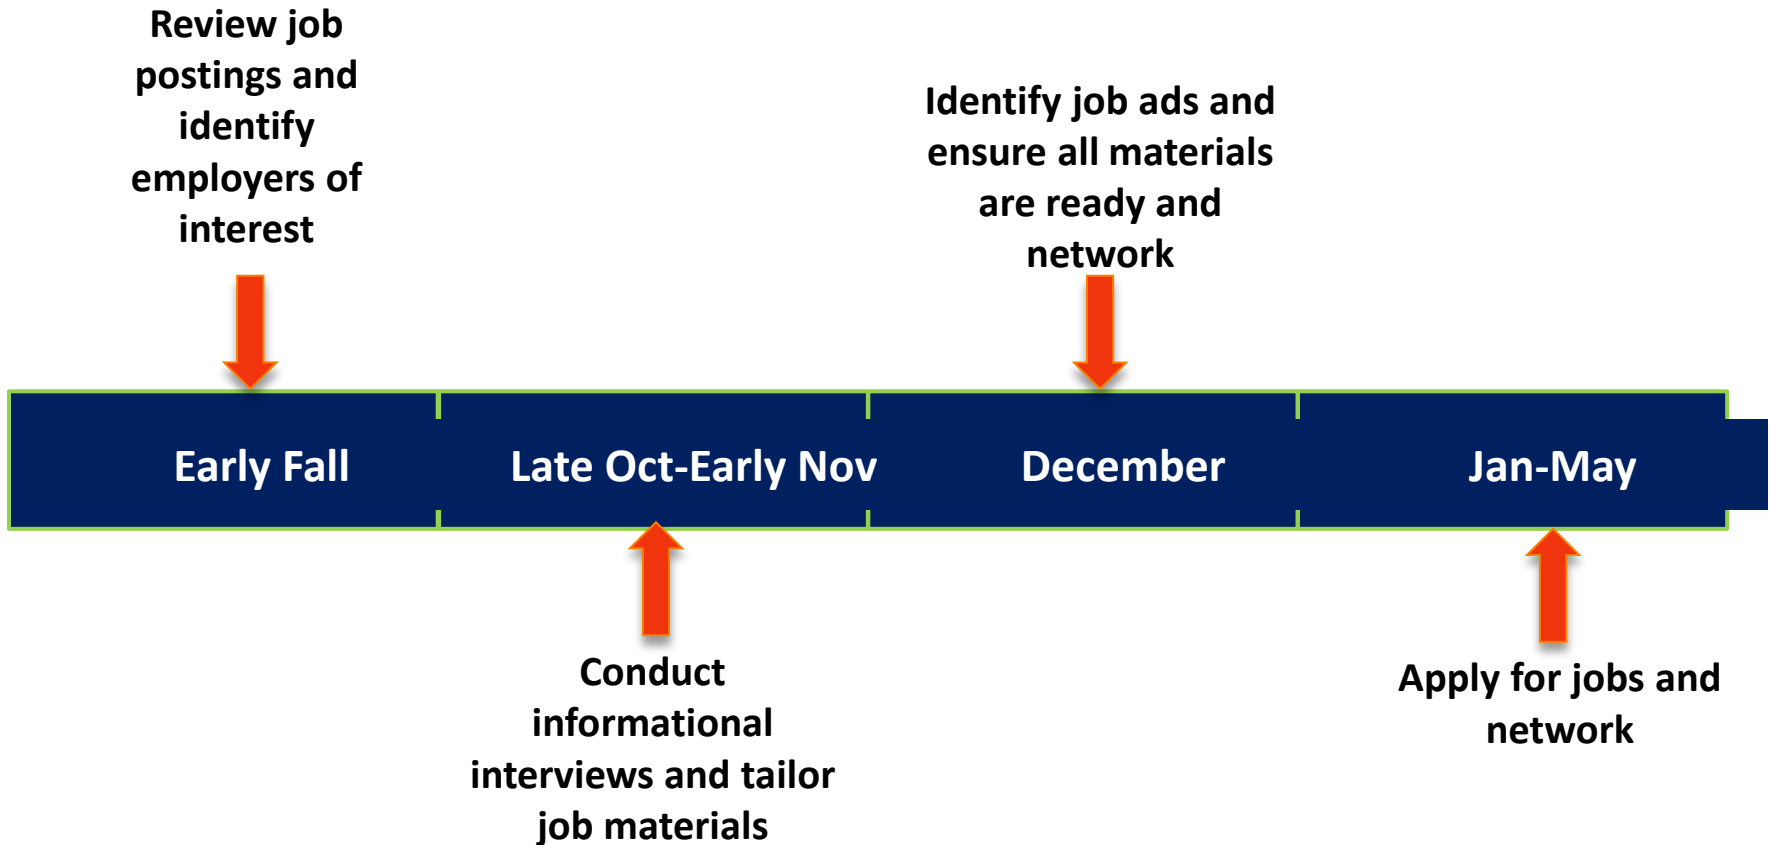 Review job
postings and
identify
employers of
interest
Identify job ads and
ensure all materials
are ready and
network
Early Fall
Late Oct-Early Nov
December
Jan-May
Conduct
informational
interviews and tailor
job materials
Apply for jobs and
network